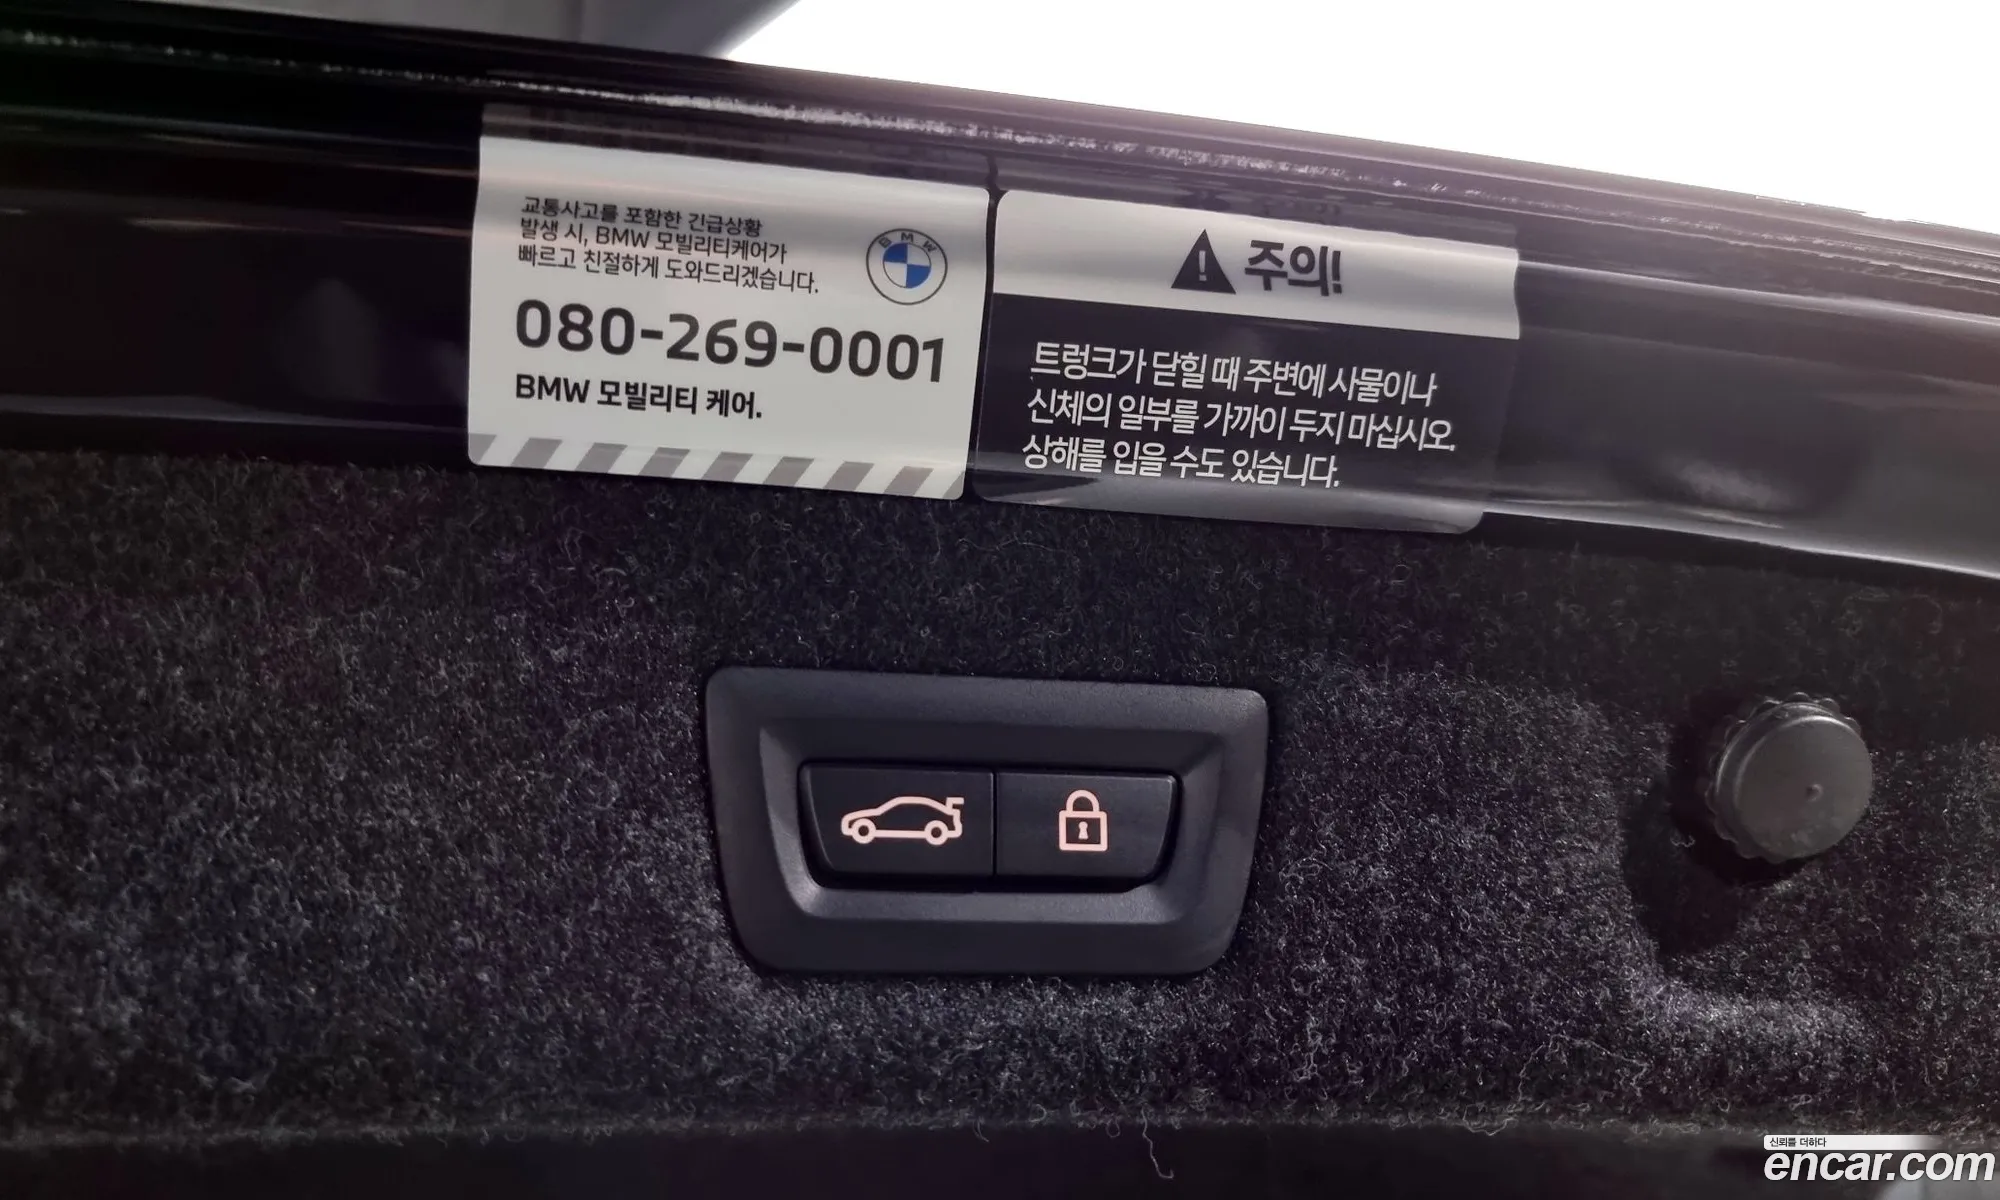 교통사고를 포함한 긴급상황
발생 시, BMW 모빌리티케어가
빠르고 친절하게 도와드리겠습니다.
BMW
080-269-0001
BMW 모빌리티 케어.
주의!
트렁크가 닫힐 때 주변에 사물이나
신체의 일부를 가까이 두지 마십시오.
상해를 입을 수도 있습니다.
신뢰를 더하다
encar.com